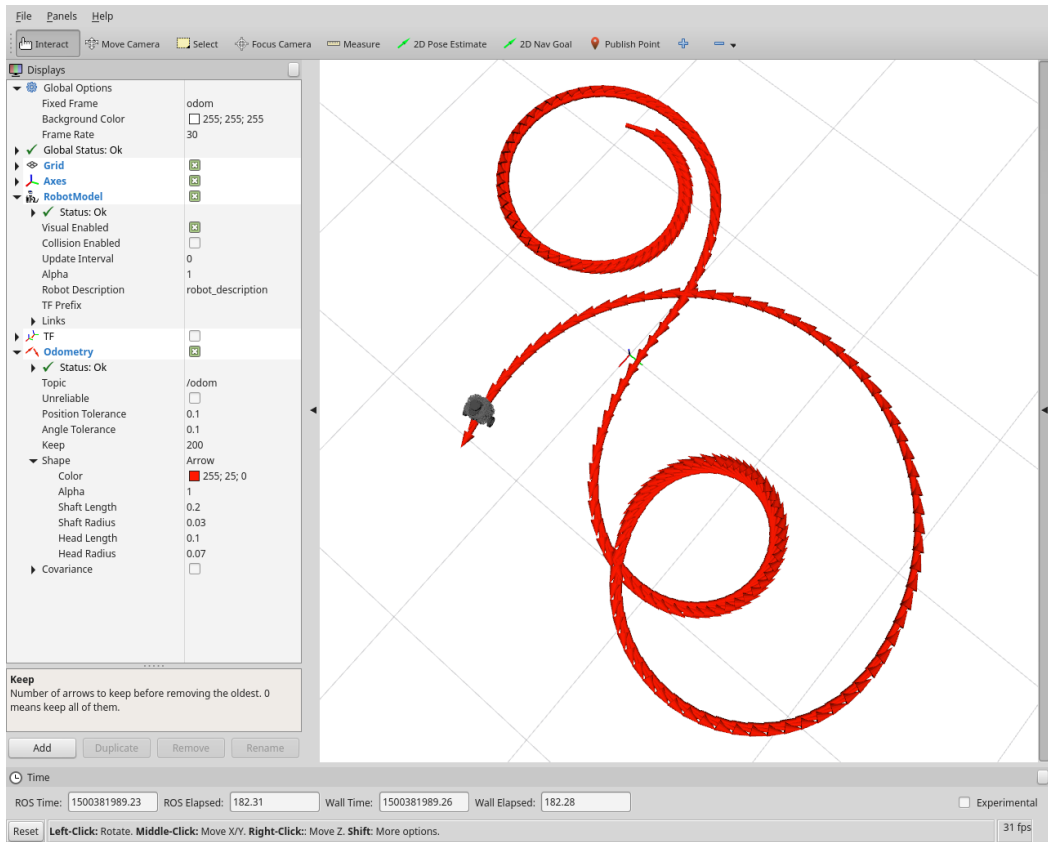 File Panels Help
Interact Move Camera Select Focus Camera Measure 2D Pose Estimate 2D Nav Goal Publish Point
Displays
Global Options
Fixed Frame odom
Background Color 255; 255; 255
Frame Rate 30
Global Status: Ok
Grid
Axes
RobotModel
Status: Ok
Visual Enabled
Collision Enabled
Update Interval 0
Alpha 1
Robot Description robot_description
TF Prefix
Links
TF
Odometry
Status: Ok
Topic /odom
Unreliable
Position Tolerance 0.1
Angle Tolerance 0.1
Keep 200
Shape Arrow
Color 255; 25; 0
Alpha 1
Shaft Length 0.2
Shaft Radius 0.03
Head Length 0.1
Head Radius 0.07
Covariance
Keep
Number of arrows to keep before removing the oldest. 0
means keep all of them.
Add Duplicate Remove Rename
Time
ROS Time: 1500381989.23 ROS Elapsed: 182.31 Wall Time: 1500381989.26 Wall Elapsed: 182.28 Experimental
Reset Left-Click: Rotate. Middle-Click: Move X/Y. Right-Click:: Move Z. Shift: More options. 31 fps